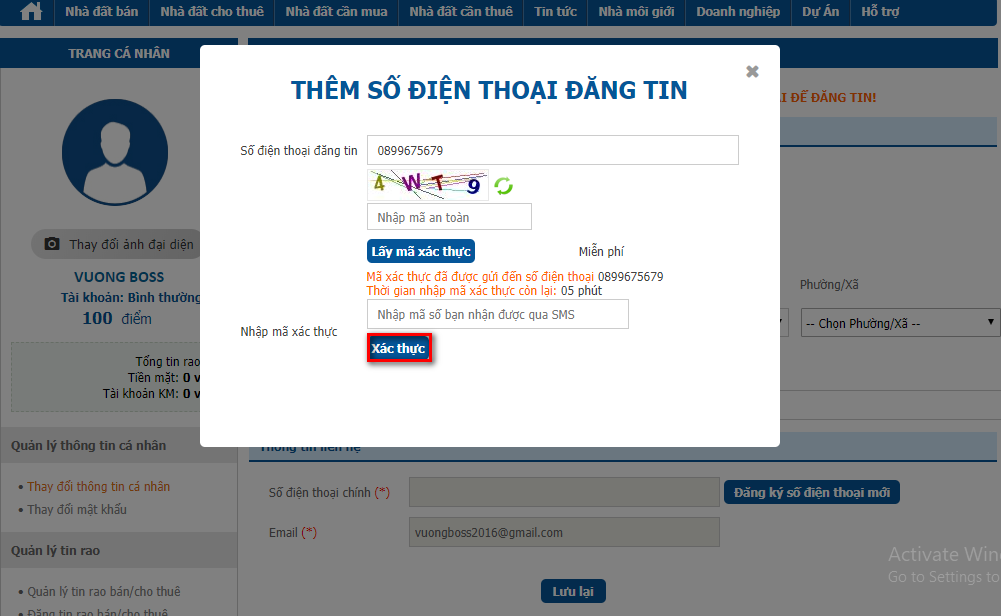 Nhà đất bán Nhà đất cho thuê Nhà đất cần mua Nhà đất cần thuê Tin tức Nhà môi giới Doanh nghiệp Dự Án Hỗ trợ
TRANG CÁ NHÂN
THÊM SỐ ĐIỆN THOẠI ĐĂNG TIN
✖
ĐỂ ĐĂNG TIN!
Số điện thoại đăng tin 0899675679
4WT9
Nhập mã an toàn
Lấy mã xác thực Miễn phí
Mã xác thực đã được gửi đến số điện thoại 0899675679
Thời gian nhập mã xác thực còn lại: 05 phút
Nhập mã xác thực Nhập mã số bạn nhận được qua SMS
Xác thực
Thay đổi ảnh đại diện
VUONG BOSS
Tài khoản: Bình thường
100 điểm
Tổng tin rao
Tiền mặt: 0 v
Tài khoản KM: 0 v
Phường/Xã
-- Chọn Phường/Xã --
Quản lý thông tin cá nhân
• Thay đổi thông tin cá nhân
• Thay đổi mật khẩu
Quản lý tin rao
• Quản lý tin rao bán/cho thuê
• Đăng tin rao bán/cho thuê
Thông tin liên hệ
Số điện thoại chính (*) Đăng ký số điện thoại mới
Email (*) vuongboss2016@gmail.com
Lưu lại
Activate Win
Go to Settings to